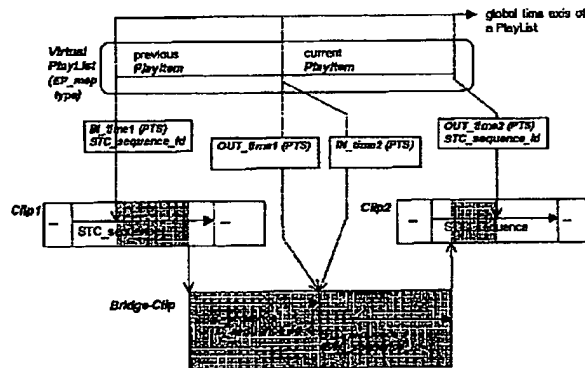 global time axis of
a PlayList
Virtual
PlayList
(EP_map
type)
previous
PlayItem
current
PlayItem
IN_time1 (PTS)
STC_sequence_id
OUT_time1 (PTS)
IN_time2 (PTS)
OUT_time2 (PTS)
STC_sequence_id
Clip1
STC_sequence
Clip2
Bridge-Clip